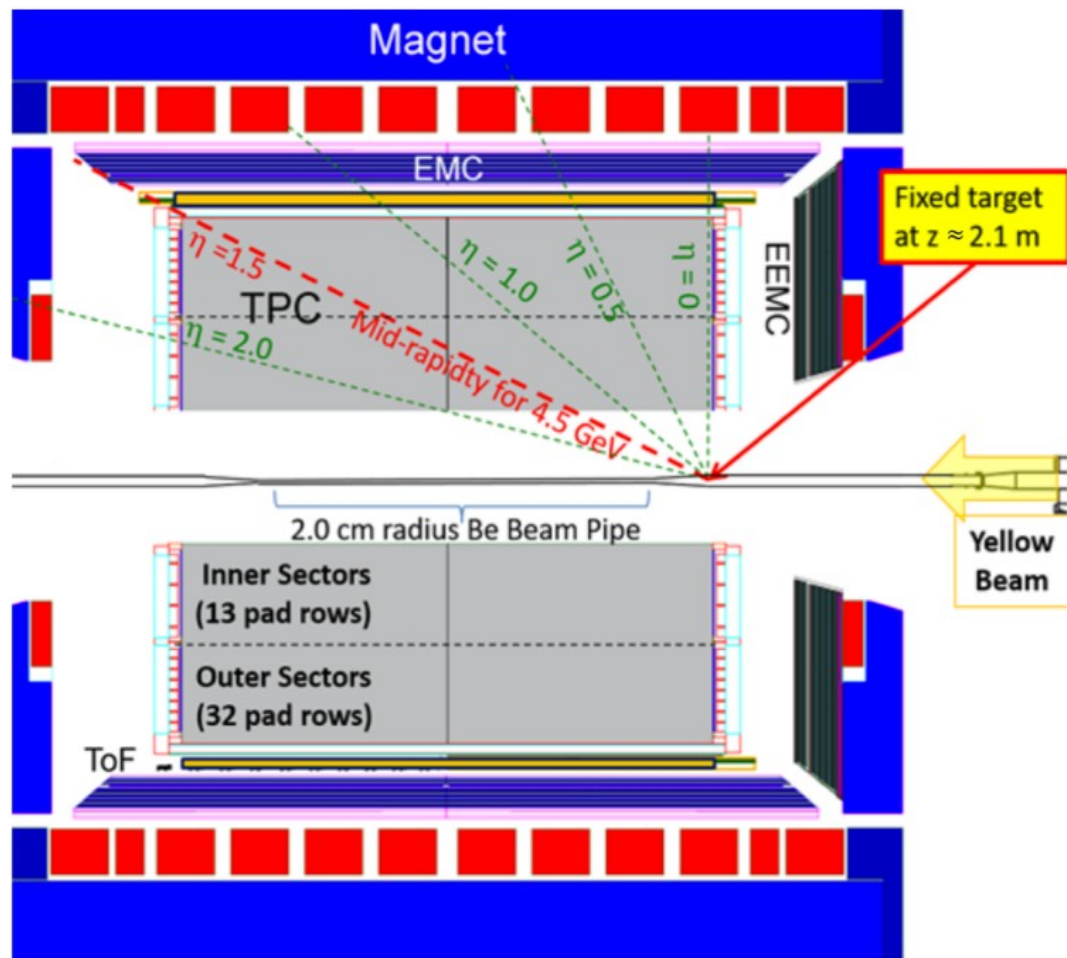 Magnet
EMC
Fixed target
at z ≈ 2.1 m
η =1.5
η = 1.0
η = 0.5
η = 0
EEMC
TPC
η = 2.0
Mid-rapidty for 4.5 GeV
2.0 cm radius Be Beam Pipe
Yellow
Beam
Inner Sectors
(13 pad rows)
Outer Sectors
(32 pad rows)
ToF